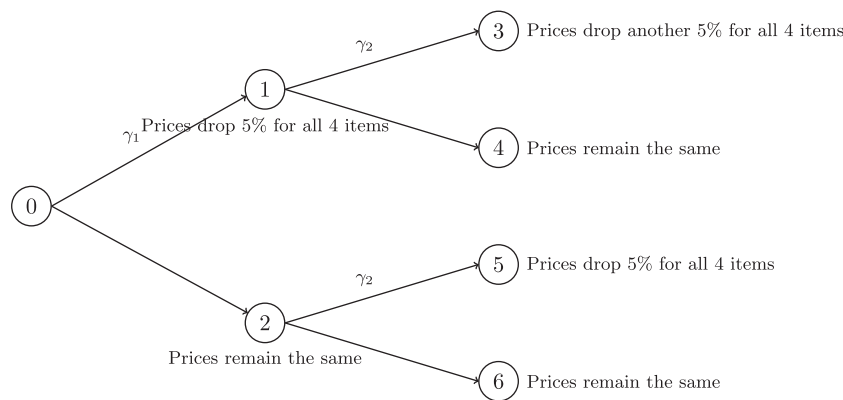 3 Prices drop another 5% for all 4 items
γ₂
1
Prices drop 5% for all 4 items
γ₁
4 Prices remain the same
0
5 Prices drop 5% for all 4 items
γ₂
2
Prices remain the same
6 Prices remain the same